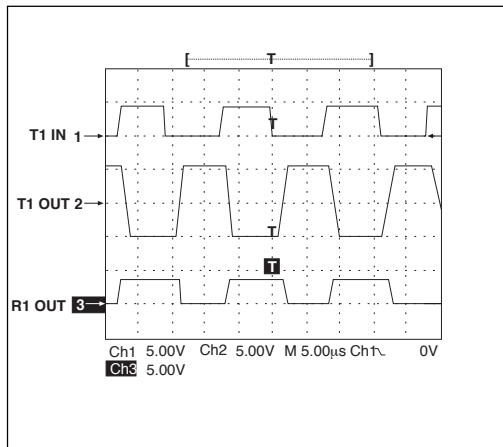 [ T ]
T1 IN 1
T
T1 OUT 2
T
T
R1 OUT 3
Ch1 5.00V Ch2 5.00V M 5.00μs Ch1 0V
Ch3 5.00V